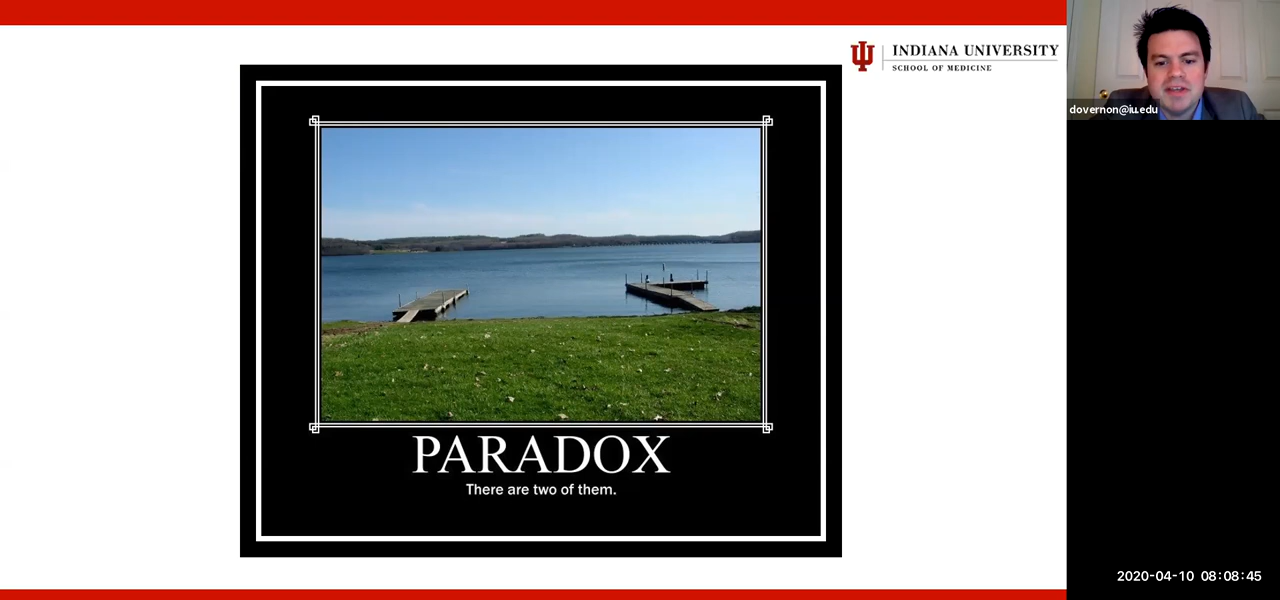 INDIANA UNIVERSITY
SCHOOL OF MEDICINE
dovernon@iu.edu
PARADOX
There are two of them.
2020-04-10 08:08:45